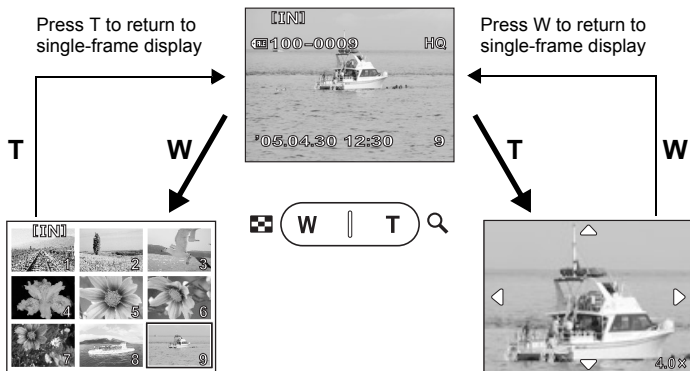 Press T to return to
single-frame display
[IN]
100-0009 HQ
'05.04.30 12:30 9
Press W to return to
single-frame display
T W T W
W T
[IN]
1 2 3
4 5 6
7 8 9
4.0×